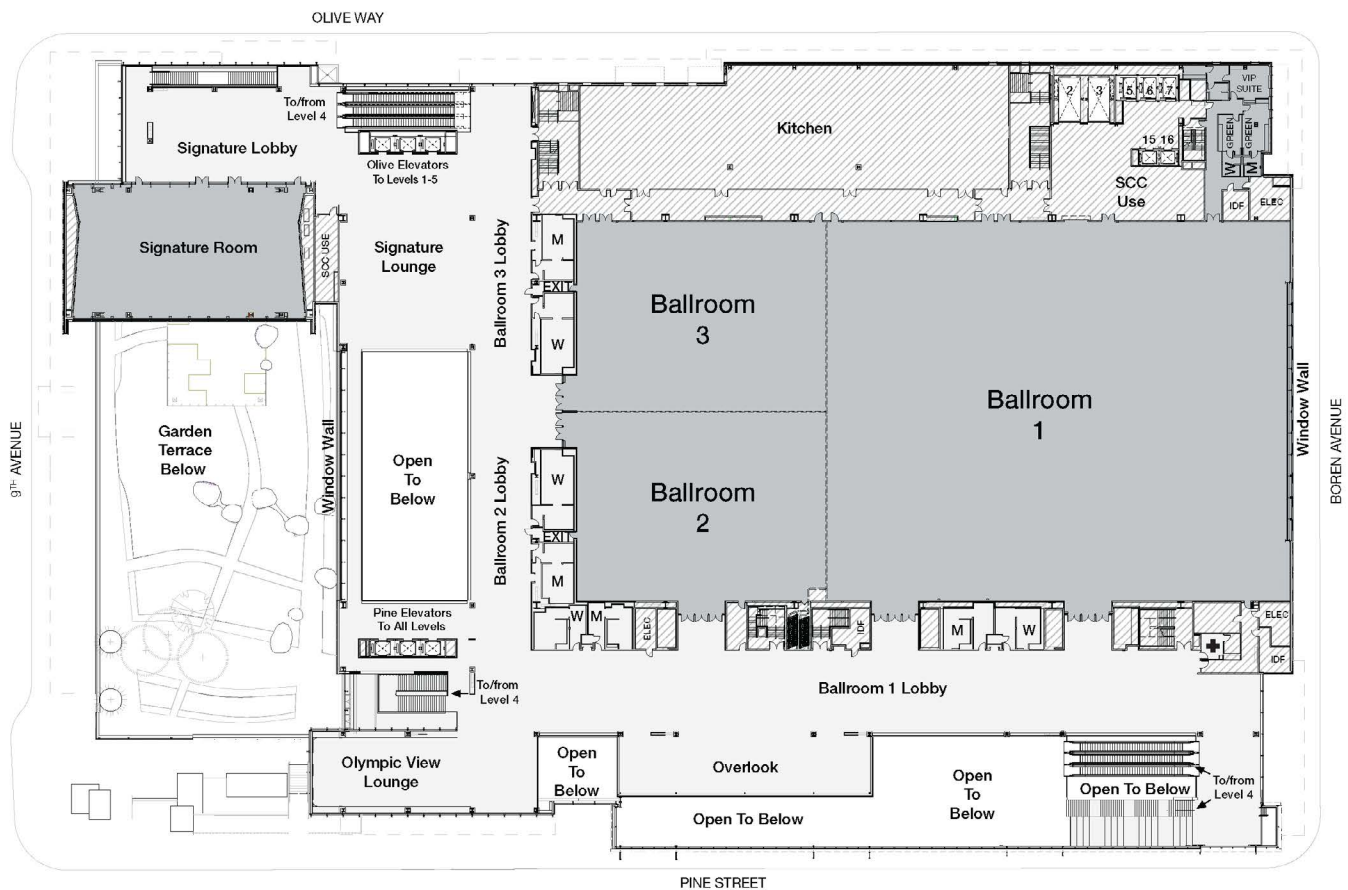 OLIVE WAY
To/from
Level 4
Signature Lobby
Olive Elevators
To Levels 1-5
Kitchen
2
3
5
6
7
VIP
SUITE
GREEN
GREEN
W
M
15 16
SCC
Use
IDF
ELEC
Signature Room
SCC USE
Signature
Lounge
Ballroom 3 Lobby
M
EXIT
W
Ballroom
3
Ballroom
1
Window Wall
BOREN AVENUE
9TH AVENUE
Garden
Terrace
Below
Window Wall
Open
To
Below
Ballroom 2 Lobby
W
EXIT
M
Ballroom
2
Pine Elevators
To All Levels
W
M
ELEC
IDF
M
W
ELEC
IDF
To/from
Level 4
Ballroom 1 Lobby
Olympic View
Lounge
Open
To
Below
Overlook
Open To Below
Open
To
Below
Open To Below
To/from
Level 4
PINE STREET